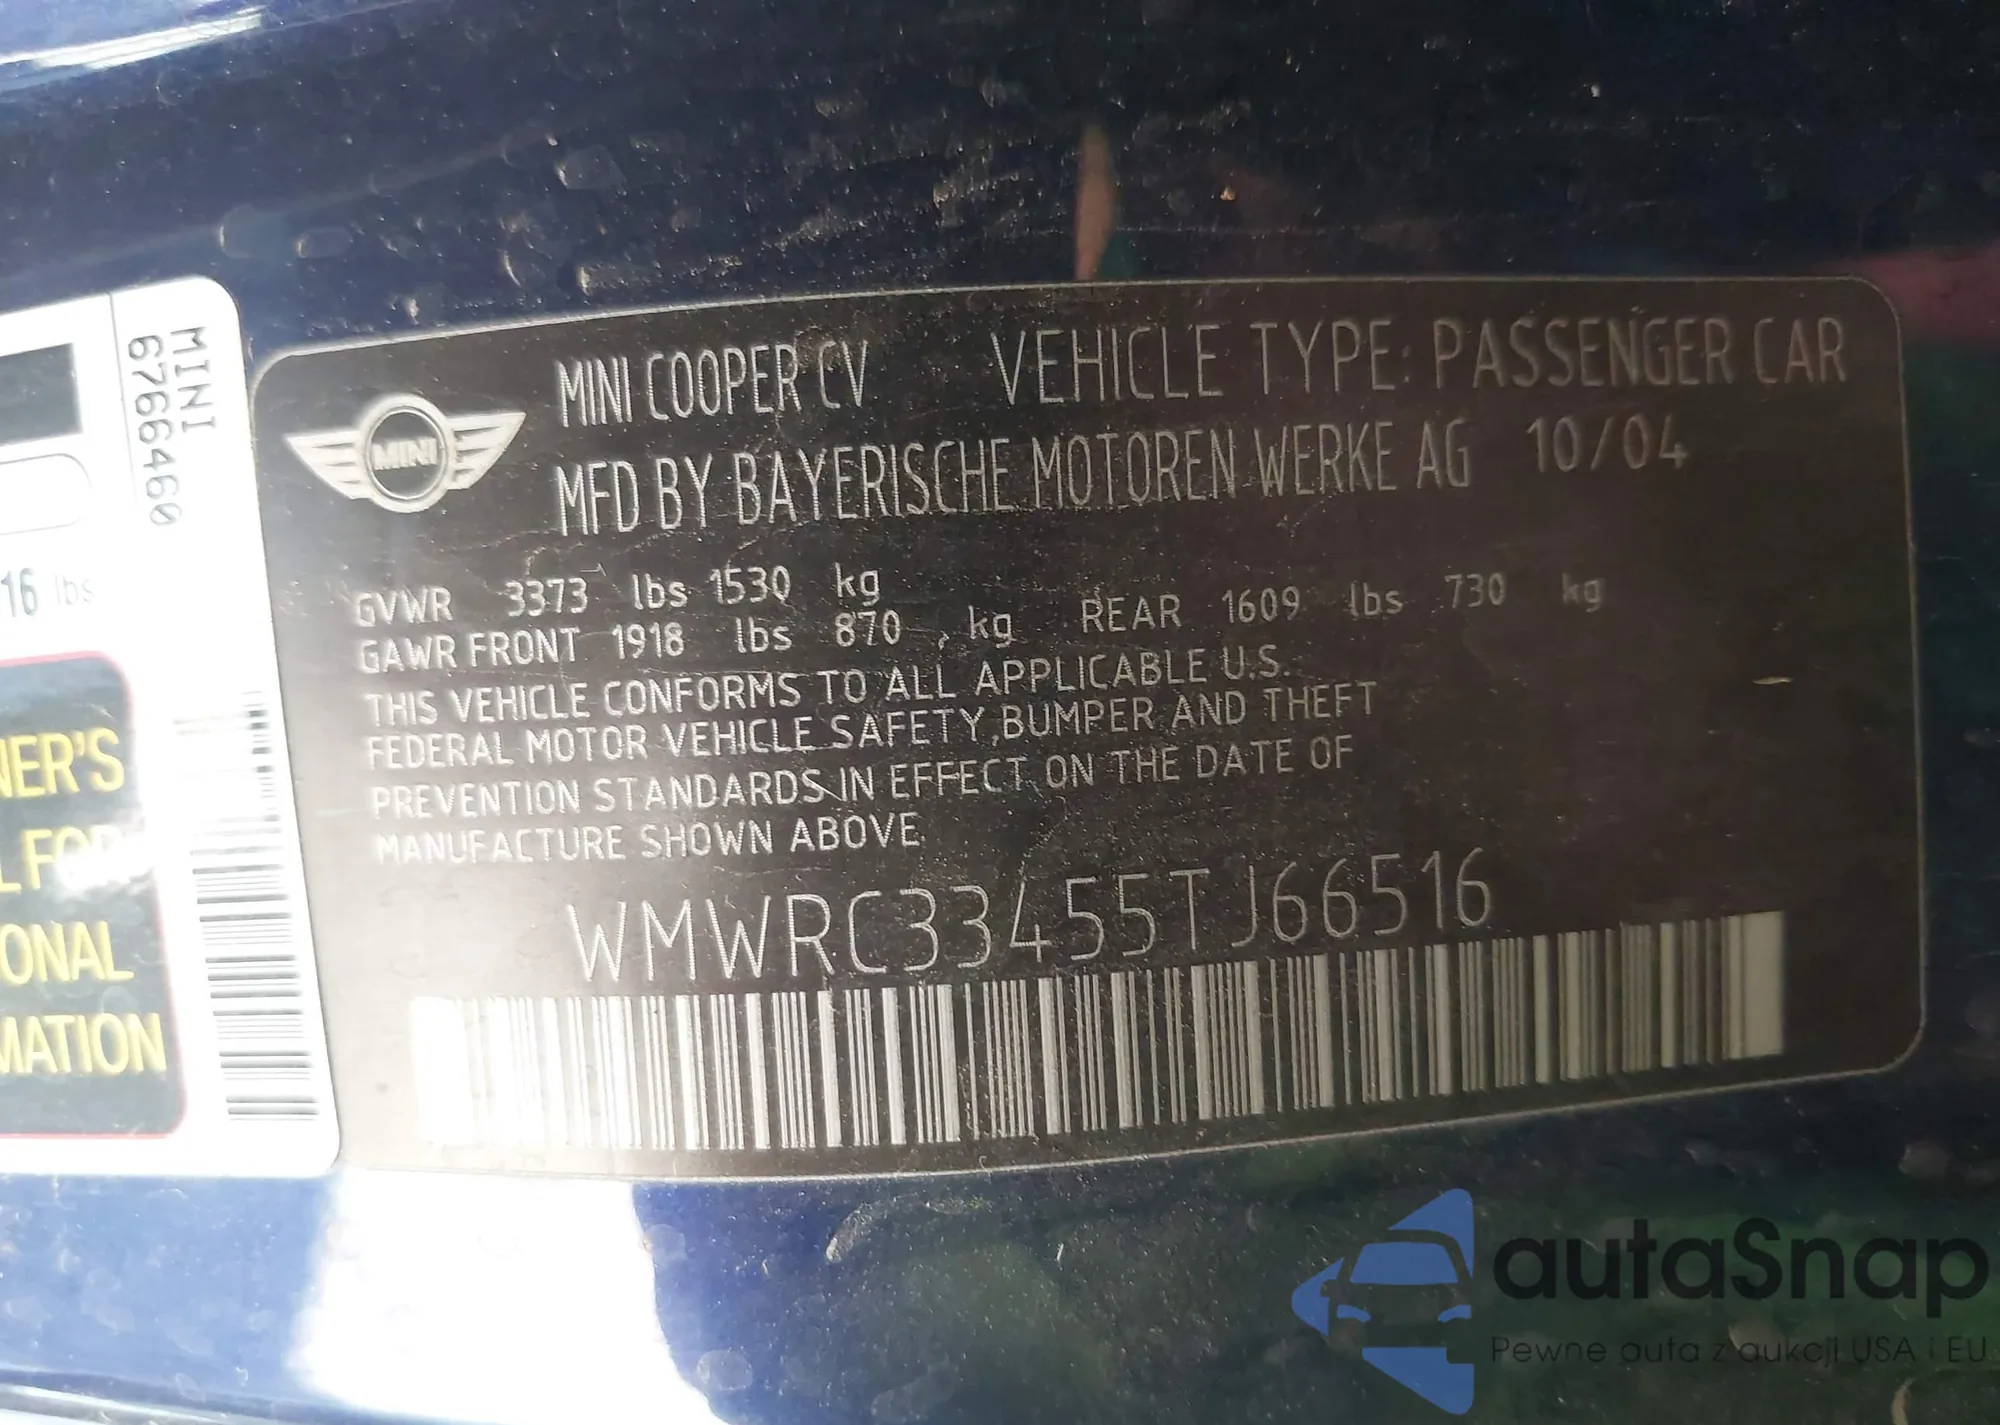 MINI
6766460
16 lbs
NER'S
L FOR
ONAL
MATION
MINI
MINI COOPER CV VEHICLE TYPE: PASSENGER CAR
MFD BY BAYERISCHE MOTOREN WERKE AG 10/04
GVWR 3373 lbs 1530 kg
GAWR FRONT 1918 lbs 870 , kg REAR 1609 lbs 730 kg
THIS VEHICLE CONFORMS TO ALL APPLICABLE U.S.
FEDERAL MOTOR VEHICLE SAFETY,BUMPER AND THEFT
PREVENTION STANDARDS IN EFFECT ON THE DATE OF
MANUFACTURE SHOWN ABOVE
WMWRC33455TJ66516
autaSnap
Pewne auta z aukcji USA i EU